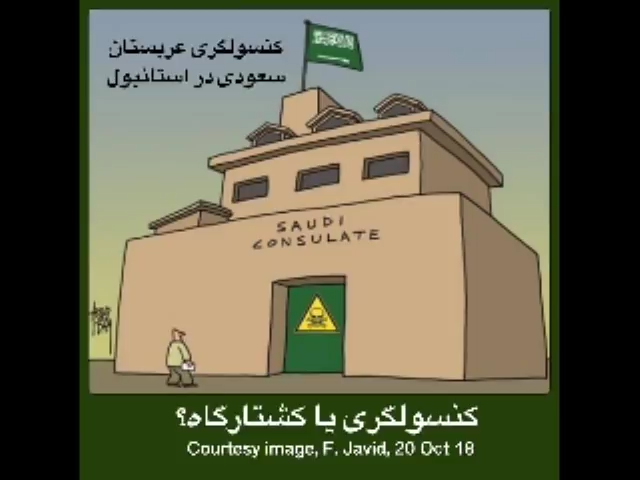 کنسولگری عربستان
سعودی در استانبول
SAUDI
CONSULATE
کنسولگری یا کشتارگاه؟
Courtesy image, F. Javid, 20 Oct 18